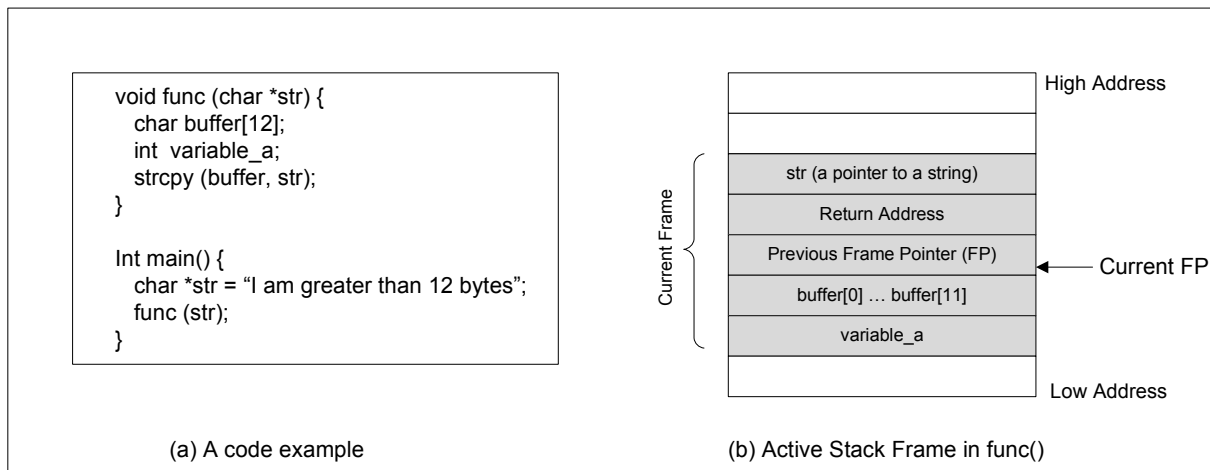 void func (char *str) {
char buffer[12];
int variable_a;
strcpy (buffer, str);
}
Int main() {
char *str = “I am greater than 12 bytes”;
func (str);
}
(a) A code example
High Address
Current Frame
str (a pointer to a string)
Return Address
Previous Frame Pointer (FP)
Current FP
buffer[0] … buffer[11]
variable_a
Low Address
(b) Active Stack Frame in func()